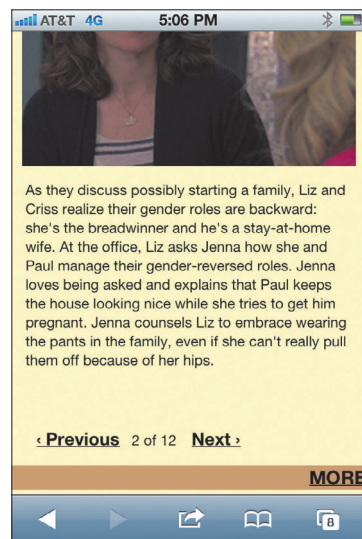 AT&T 4G 5:06 PM
As they discuss possibly starting a family, Liz and
Criss realize their gender roles are backward:
she's the breadwinner and he's a stay-at-home
wife. At the office, Liz asks Jenna how she and
Paul manage their gender-reversed roles. Jenna
loves being asked and explains that Paul keeps
the house looking nice while she tries to get him
pregnant. Jenna counsels Liz to embrace wearing
the pants in the family, even if she can't really pull
them off because of her hips.
‹ Previous 2 of 12 Next ›
MORE
8